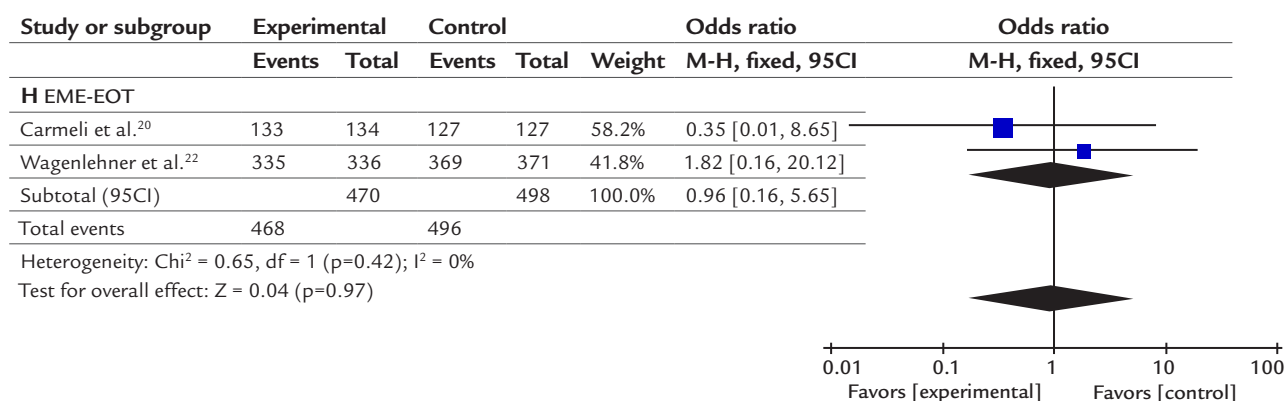 Study or subgroup Experimental Control Odds ratio Odds ratio
Events Total Events Total Weight M-H, fixed, 95CI M-H, fixed, 95CI
H EME-EOT
Carmeli et al.²⁰ 133 134 127 127 58.2% 0.35 [0.01, 8.65]
Wagenlehner et al.²² 335 336 369 371 41.8% 1.82 [0.16, 20.12]
Subtotal (95CI) 470 498 100.0% 0.96 [0.16, 5.65]
Total events 468 496
Heterogeneity: Chi² = 0.65, df = 1 (p=0.42); I² = 0%
Test for overall effect: Z = 0.04 (p=0.97)
0.01 0.1 1 10 100
Favors [experimental] Favors [control]